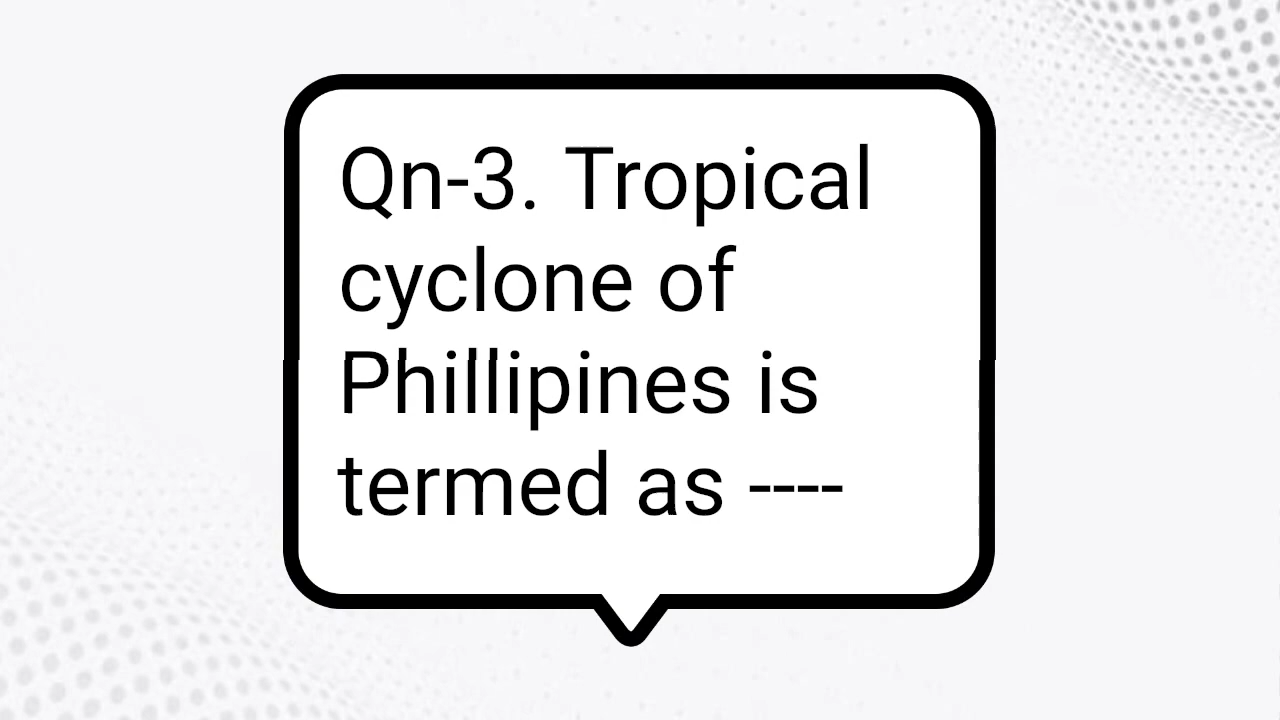 Qn-3. Tropical
cyclone of
Phillipines is
termed as ----